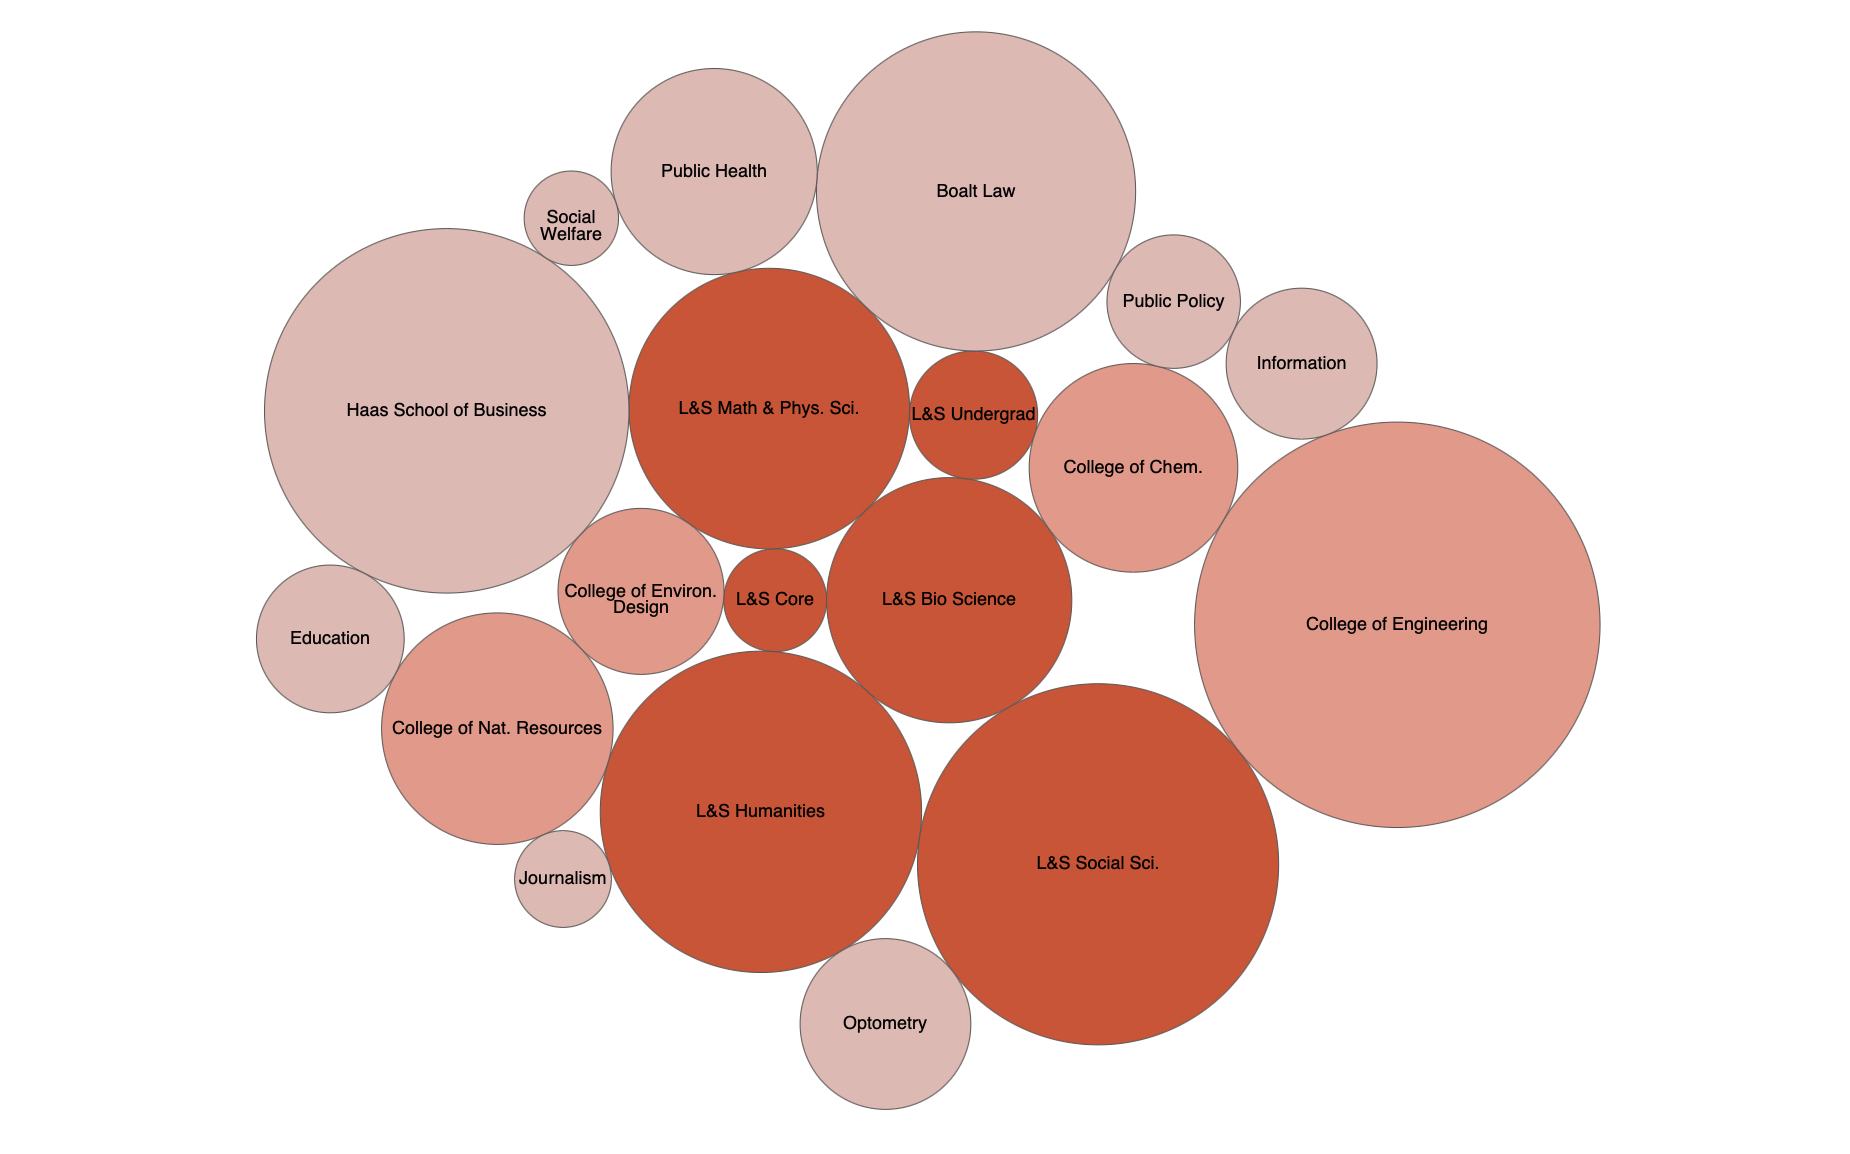 Public Health
Boalt Law
Social
Welfare
Public Policy
Information
Haas School of Business
L&S Math & Phys. Sci.
L&S Undergrad
College of Chem.
College of Environ.
Design
L&S Core
L&S Bio Science
College of Engineering
Education
College of Nat. Resources
L&S Humanities
L&S Social Sci.
Journalism
Optometry